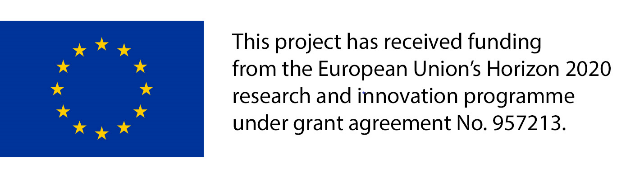 This project has received funding
from the European Union’s Horizon 2020
research and innovation programme
under grant agreement No. 957213.